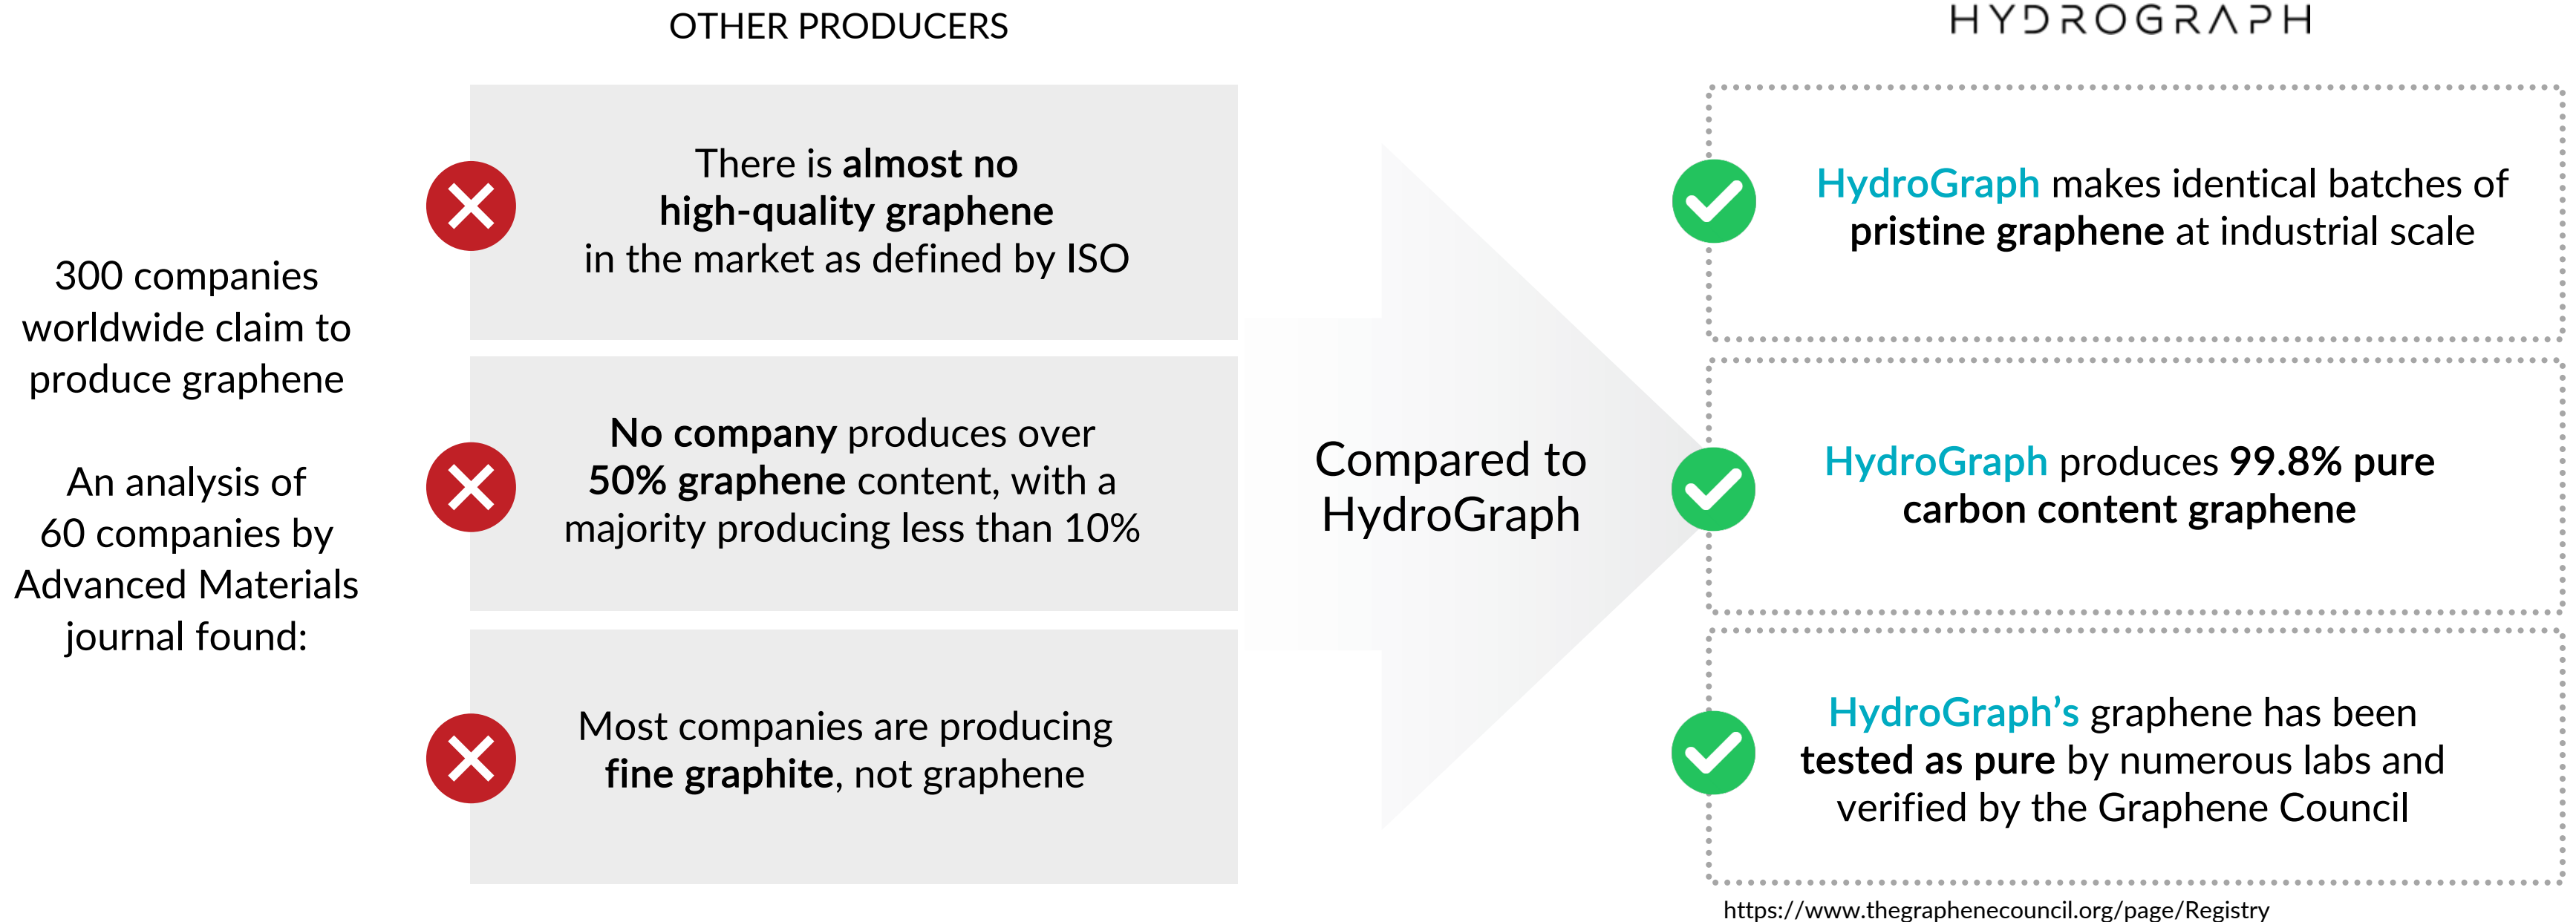 OTHER PRODUCERS
HYDROGRAPH
300 companies
worldwide claim to
produce graphene
An analysis of
60 companies by
Advanced Materials
journal found:
There is almost no
high-quality graphene
in the market as defined by ISO
No company produces over
50% graphene content, with a
majority producing less than 10%
Most companies are producing
fine graphite, not graphene
Compared to
HydroGraph
HydroGraph makes identical batches of
pristine graphene at industrial scale
HydroGraph produces 99.8% pure
carbon content graphene
HydroGraph’s graphene has been
tested as pure by numerous labs and
verified by the Graphene Council
https://www.thegraphenecouncil.org/page/Registry